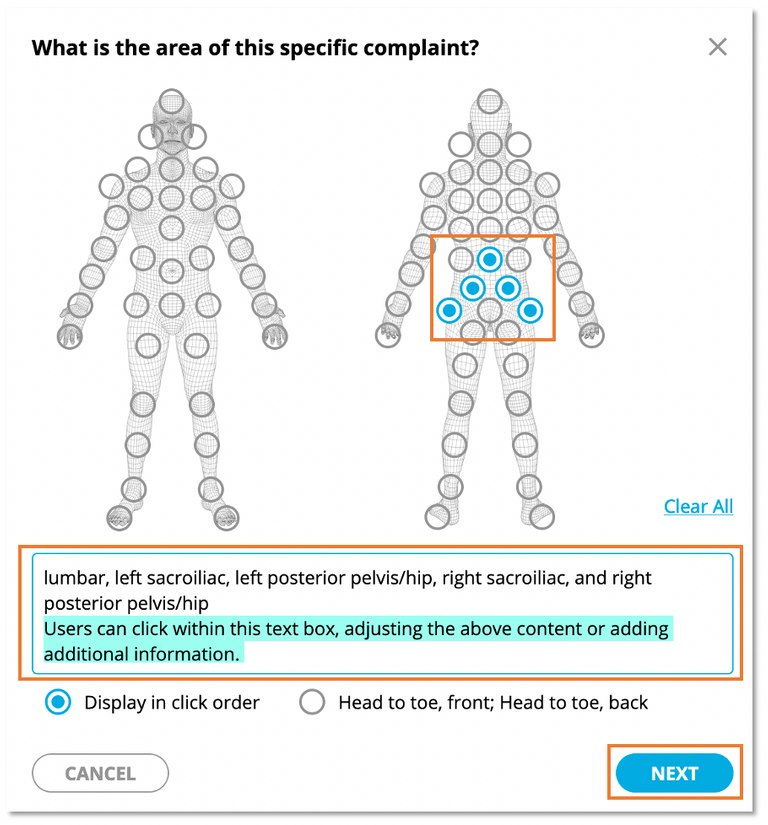 What is the area of this specific complaint?
Clear All
lumbar, left sacroiliac, left posterior pelvis/hip, right sacroiliac, and right
posterior pelvis/hip
Users can click within this text box, adjusting the above content or adding
additional information.
Display in click order
Head to toe, front; Head to toe, back
CANCEL
NEXT